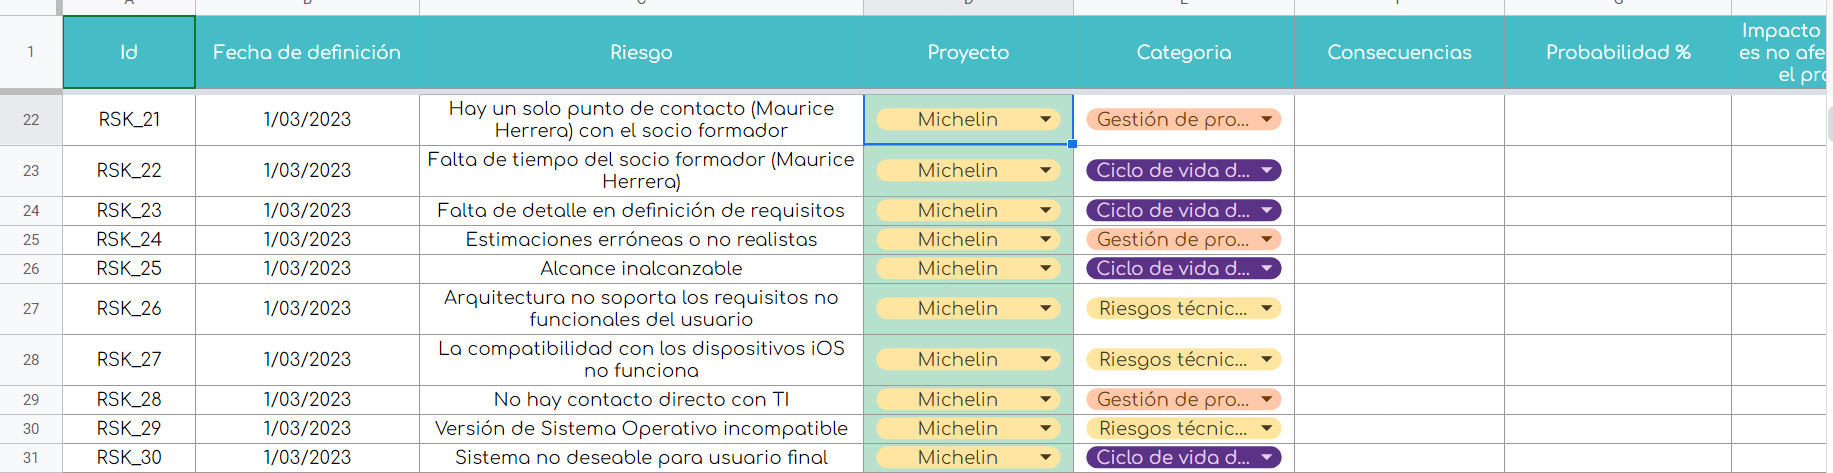 1 Id Fecha de definición Riesgo Proyecto Categoria Consecuencias Probabilidad % Impacto
es no afe
el pro
22 RSK_21 1/03/2023 Hay un solo punto de contacto (Maurice
Herrera) con el socio formador Michelin Gestión de pro...
23 RSK_22 1/03/2023 Falta de tiempo del socio formador (Maurice
Herrera) Michelin Ciclo de vida d...
24 RSK_23 1/03/2023 Falta de detalle en definición de requisitos Michelin Ciclo de vida d...
25 RSK_24 1/03/2023 Estimaciones erróneas o no realistas Michelin Gestión de pro...
26 RSK_25 1/03/2023 Alcance inalcanzable Michelin Ciclo de vida d...
27 RSK_26 1/03/2023 Arquitectura no soporta los requisitos no
funcionales del usuario Michelin Riesgos técnic...
28 RSK_27 1/03/2023 La compatibilidad con los dispositivos iOS
no funciona Michelin Riesgos técnic...
29 RSK_28 1/03/2023 No hay contacto directo con TI Michelin Gestión de pro...
30 RSK_29 1/03/2023 Versión de Sistema Operativo incompatible Michelin Riesgos técnic...
31 RSK_30 1/03/2023 Sistema no deseable para usuario final Michelin Ciclo de vida d...